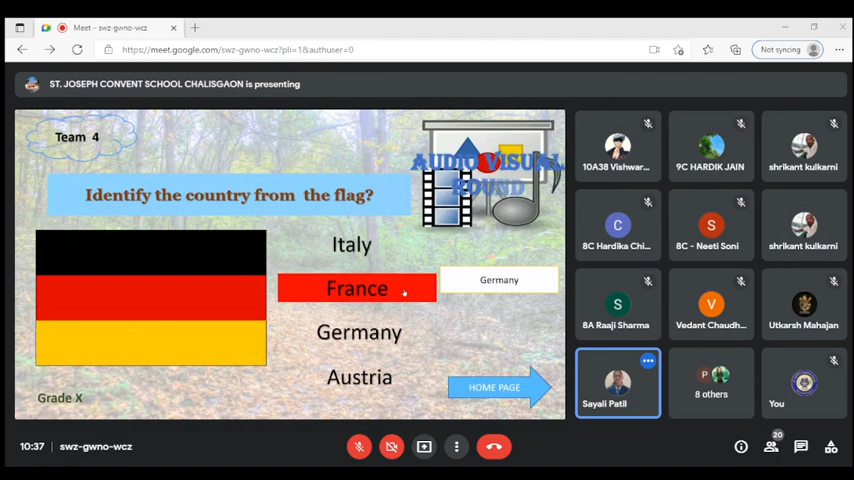 Meet – swz-gwno-wcz
https://meet.google.com/swz-gwno-wcz?pli=1&authuser=0
Not syncing
ST. JOSEPH CONVENT SCHOOL CHALISGAON is presenting
Team 4
AUDIO VISUAL
ROUND
Identify the country from the flag?
Italy
France
Germany
Germany
Austria
HOME PAGE
Grade X
10A38 Vishwar...
9C HARDIK JAIN
shrikant kulkarni
8C Hardika Chi...
8C - Neeti Soni
shrikant kulkarni
S
8A Raaji Sharma
V
Vedant Chaudh...
Utkarsh Mahajan
C
S
Sayali Patil
P
8 others
You
10:37 | swz-gwno-wcz
20